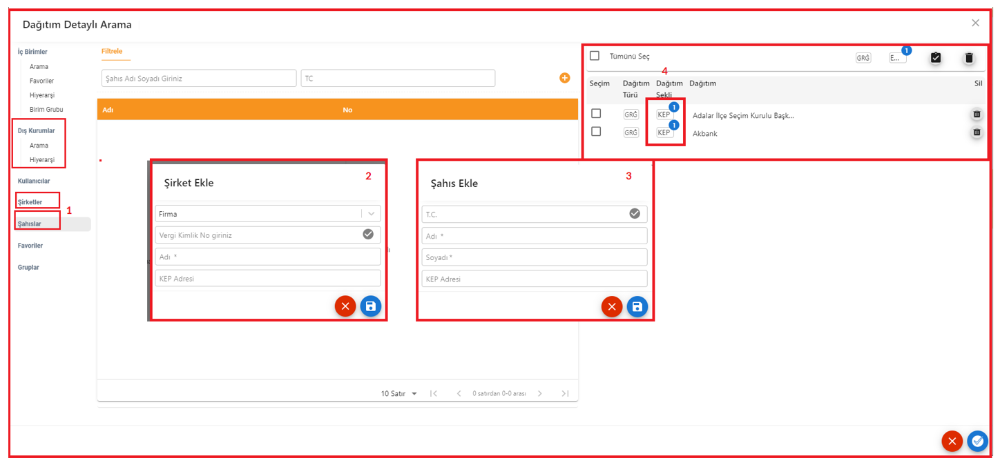 Dağıtım Detaylı Arama
İç Birimler
Arama
Favoriler
Hiyerarşi
Birim Grubu
Dış Kurumlar
Arama
Hiyerarşi
Kullanıcılar
Şirketler
1
Şahıslar
Favoriler
Gruplar
Filtrele
Şahıs Adı Soyadı Giriniz
TC
Adı No
2
Şirket Ekle
Firma
Vergi Kimlik No giriniz
Adı *
KEP Adresi
3
Şahıs Ekle
T.C.
Adı *
Soyadı *
KEP Adresi
10 Satır
0 satırdan 0-0 arası
Tümünü Seç
GRĞ
E...
1
4
Seçim Dağıtım Dağıtım Dağıtım Sil
Türü Şekli
GRĞ KEP 1 Adalar İlçe Seçim Kurulu Başk...
GRĞ KEP 1 Akbank